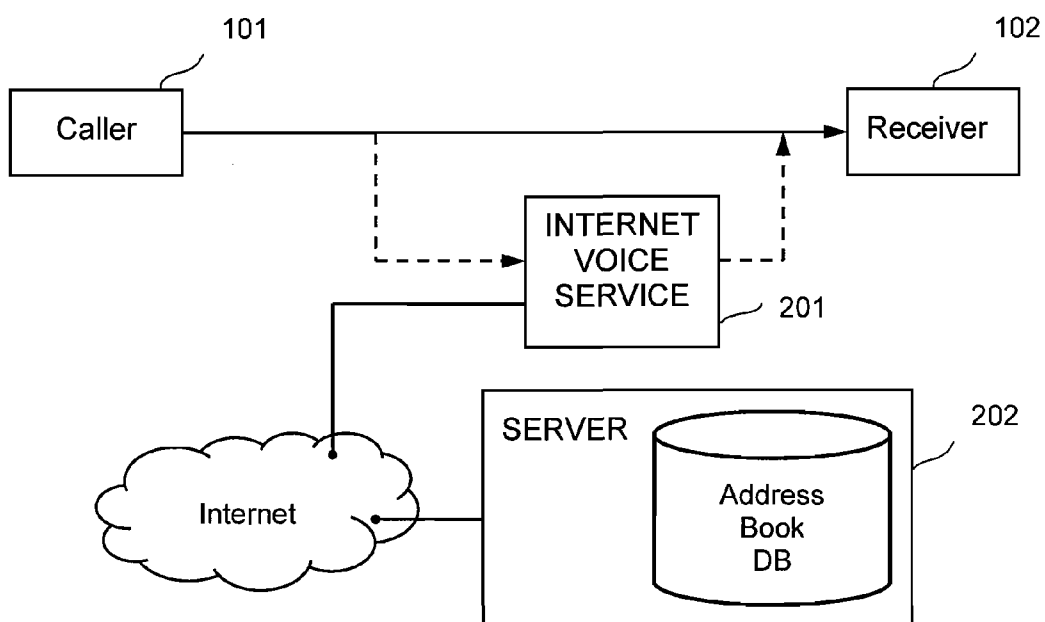 101
102
Caller
Receiver
INTERNET
VOICE
SERVICE
201
202
SERVER
Address
Book
DB
Internet